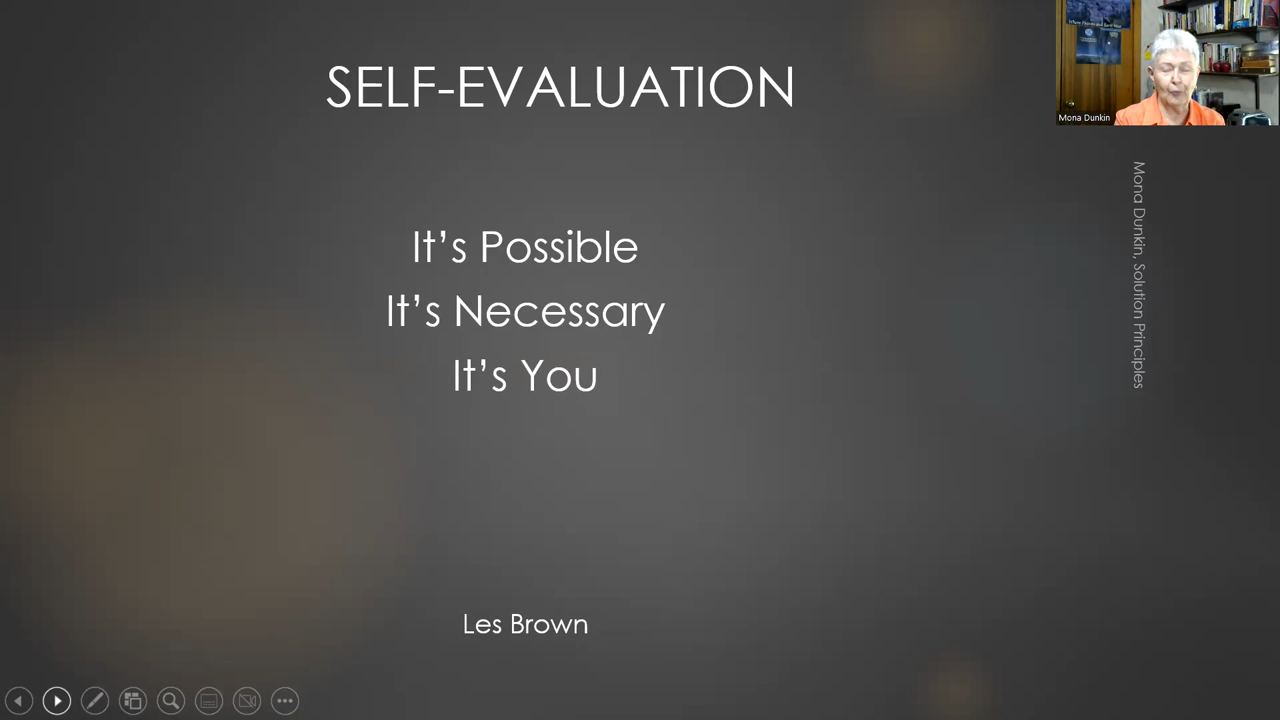 SELF-EVALUATION
It's Possible
It's Necessary
It's You
Les Brown
Mona Dunkin
Mona Dunkin, Solution Principles